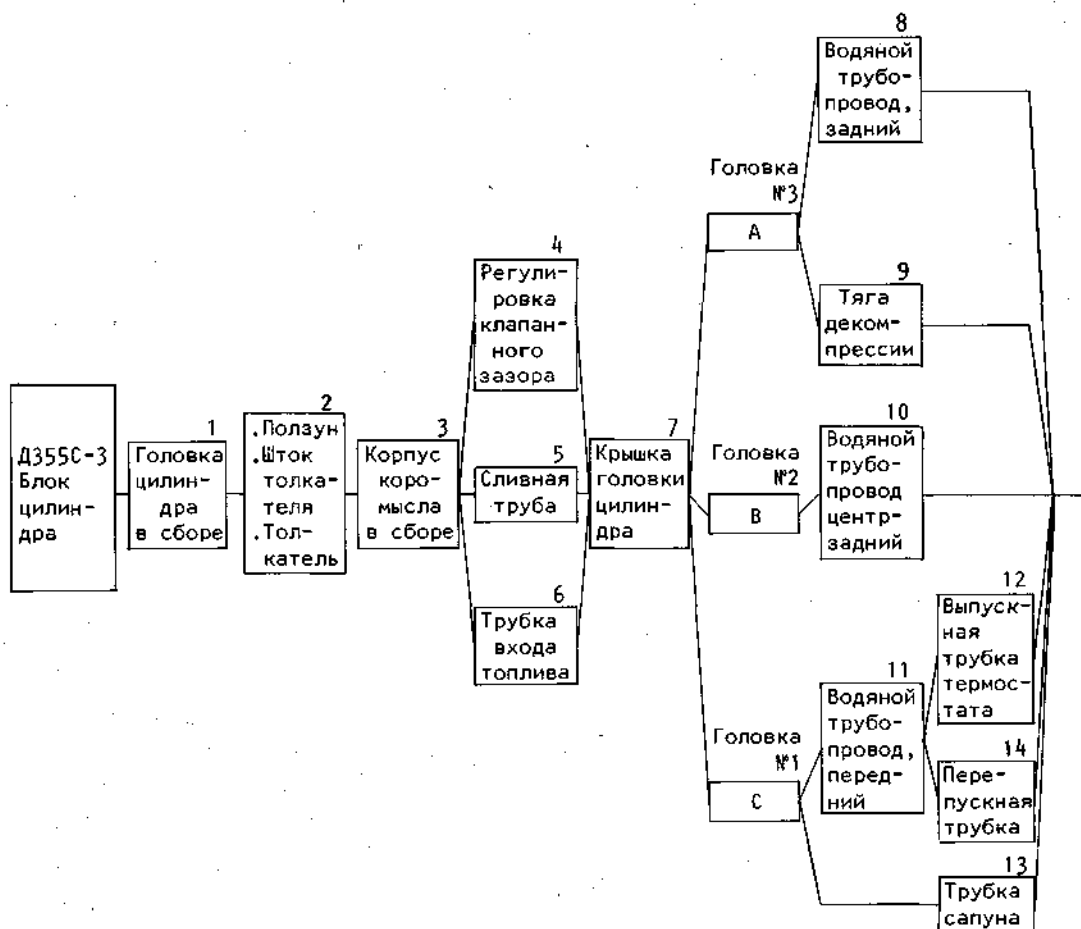 Д355С-3
Блок
цилин-
дра
1
Головка
цилин-
дра
в сборе
2
.Ползун
.Шток
толка-
теля
.Тол-
катель
3
Корпус
коро-
мысла
в сборе
4
Регули-
ровка
клапан-
ного
зазора
5
Сливная
труба
6
Трубка
входа
топлива
7
Крышка
головки
цилин-
дра
Головка
№3
А
8
Водяной
трубо-
провод,
задний
9
Тяга
деком-
прессии
Головка
№2
В
10
Водяной
трубо-
провод
центр-
задний
Головка
№1
С
11
Водяной
трубо-
провод,
перед-
ний
12
Выпуск-
ная
трубка
термос-
тата
14
Пере-
пускная
трубка
13
Трубка
сапуна